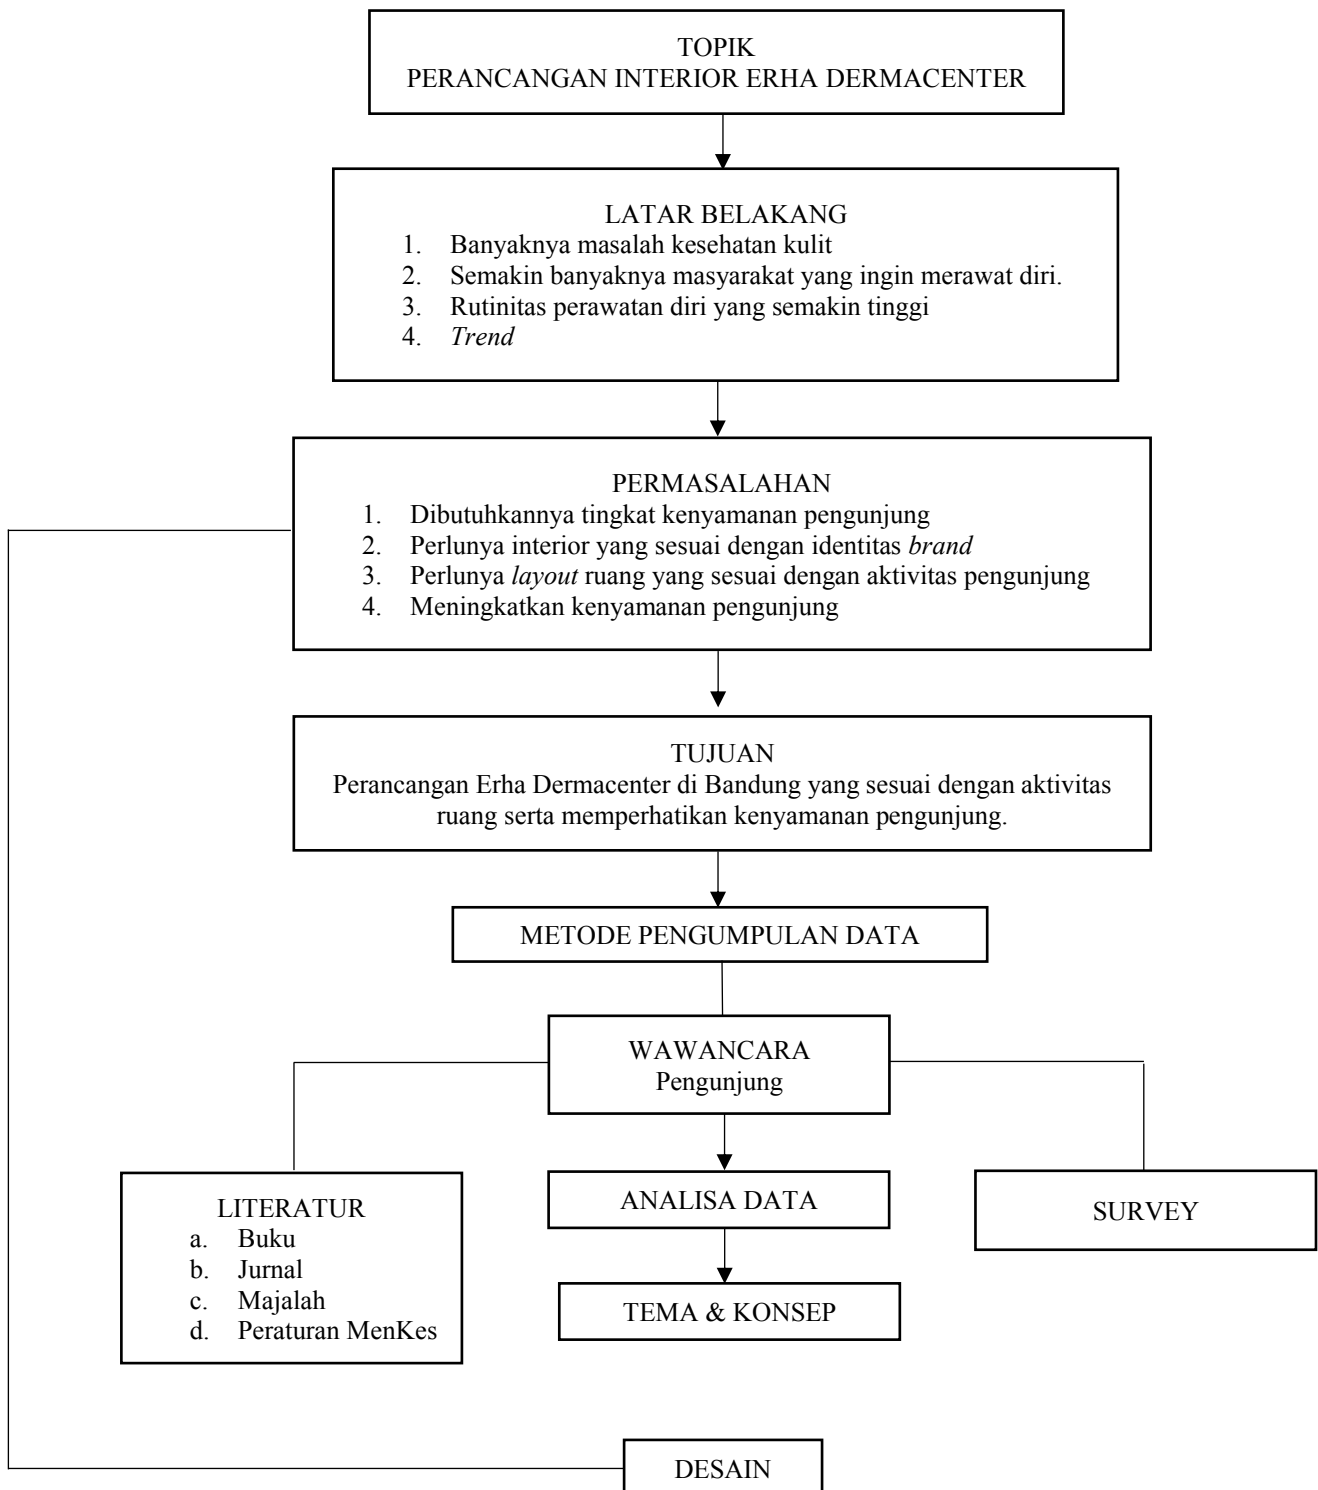 TOPIK
PERANCANGAN INTERIOR ERHA DERMACENTER
LATAR BELAKANG
1. Banyaknya masalah kesehatan kulit
2. Semakin banyaknya masyarakat yang ingin merawat diri.
3. Rutinitas perawatan diri yang semakin tinggi
4. Trend
PERMASALAHAN
1. Dibutuhkannya tingkat kenyamanan pengunjung
2. Perlunya interior yang sesuai dengan identitas brand
3. Perlunya layout ruang yang sesuai dengan aktivitas pengunjung
4. Meningkatkan kenyamanan pengunjung
TUJUAN
Perancangan Erha Dermacenter di Bandung yang sesuai dengan aktivitas
ruang serta memperhatikan kenyamanan pengunjung.
METODE PENGUMPULAN DATA
WAWANCARA
Pengunjung
LITERATUR
a. Buku
b. Jurnal
c. Majalah
d. Peraturan MenKes
ANALISA DATA
SURVEY
TEMA & KONSEP
DESAIN